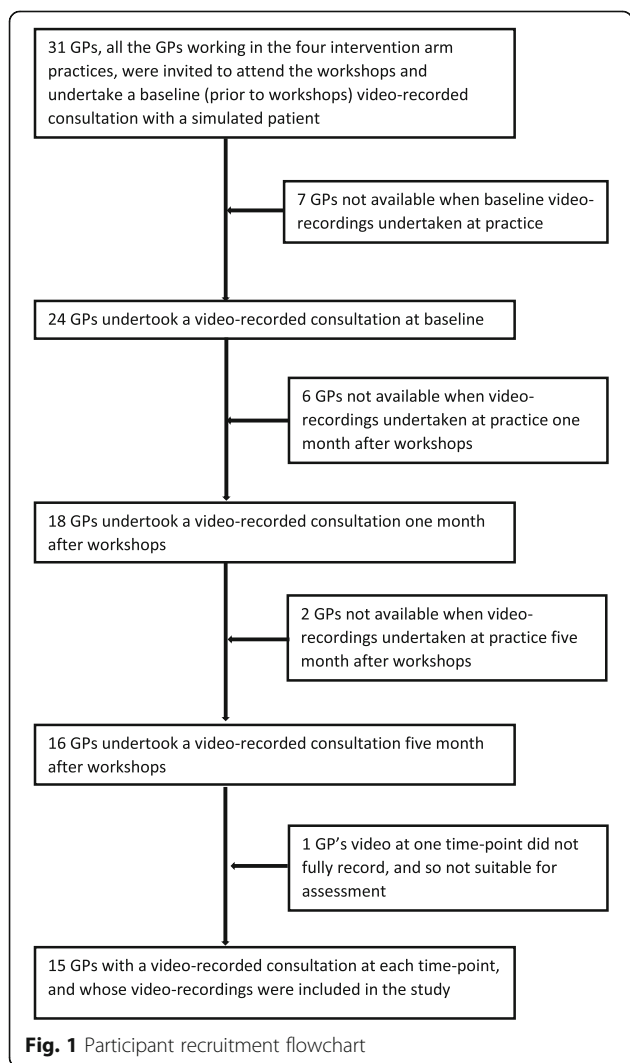 31 GPs, all the GPs working in the four intervention arm
practices, were invited to attend the workshops and
undertake a baseline (prior to workshops) video-recorded
consultation with a simulated patient
7 GPs not available when baseline video-
recordings undertaken at practice
24 GPs undertook a video-recorded consultation at baseline
6 GPs not available when video-
recordings undertaken at practice one
month after workshops
18 GPs undertook a video-recorded consultation one month
after workshops
2 GPs not available when video-
recordings undertaken at practice five
month after workshops
16 GPs undertook a video-recorded consultation five month
after workshops
1 GP’s video at one time-point did not
fully record, and so not suitable for
assessment
15 GPs with a video-recorded consultation at each time-point,
and whose video-recordings were included in the study
Fig. 1 Participant recruitment flowchart